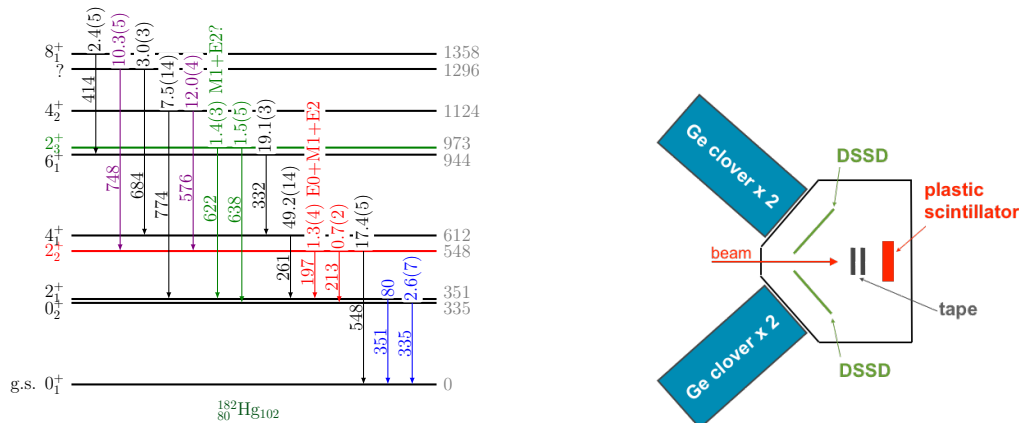 8₁⁺ 2.4(5) 10.3(5) 3.0(3) 1358
? 1296
414 7.5(14) 12.0(4) M1+E2?
4₂⁺ 1124
1.4(3) 1.5(5) 19.1(3)
2₃⁺ 973
6₁⁺ 944
748 684 774 576 622 638 332 49.2(14) 1.3(4) E0+M1+E2 0.7(2) 17.4(5)
4₁⁺ 612
2₂⁺ 548
261 197 213
2₁⁺ 80 351
0₂⁺ 2.6(7) 335
548 351 335
g.s. 0₁⁺ 0
¹⁸²₈₀Hg₁₀₂
Ge clover x 2
DSSD
plastic
scintillator
beam
tape
DSSD
Ge clover x 2